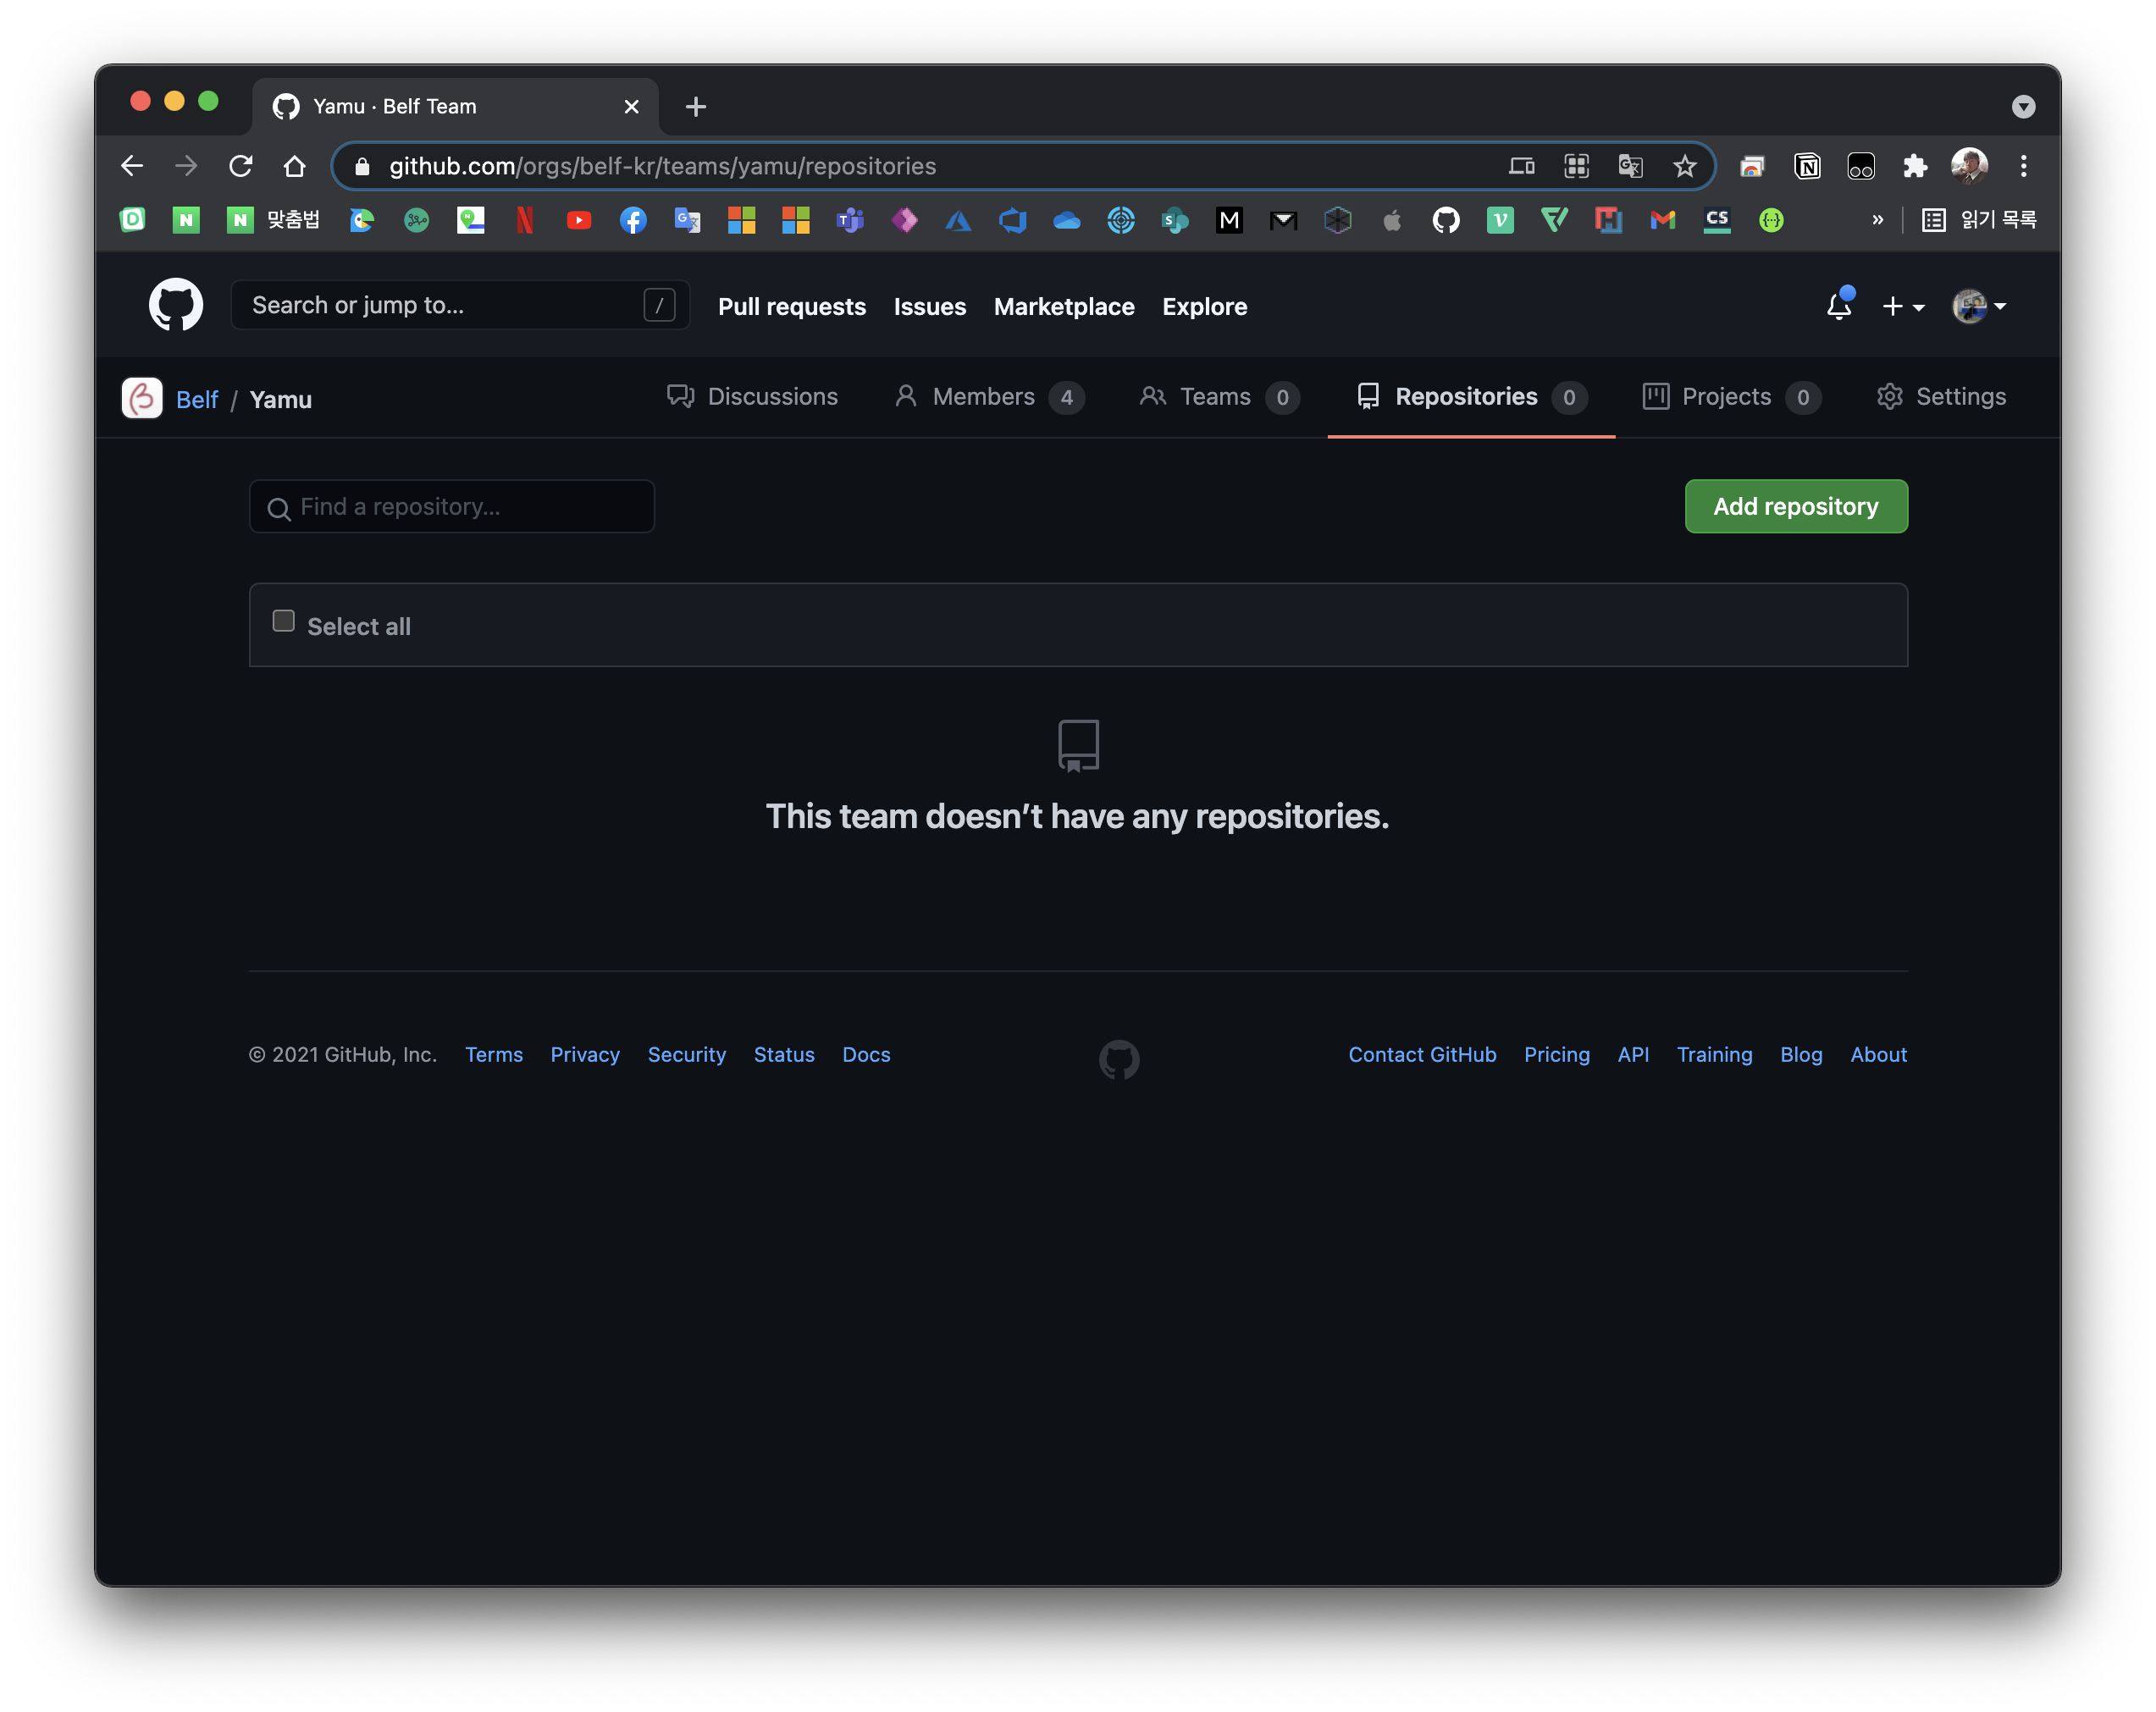 Yamu · Belf Team
github.com/orgs/belf-kr/teams/yamu/repositories
맞춤법
» 읽기 목록
Search or jump to... / Pull requests Issues Marketplace Explore
Belf / Yamu Discussions Members 4 Teams 0 Repositories 0 Projects 0 Settings
Find a repository... Add repository
Select all
This team doesn’t have any repositories.
© 2021 GitHub, Inc. Terms Privacy Security Status Docs Contact GitHub Pricing API Training Blog About